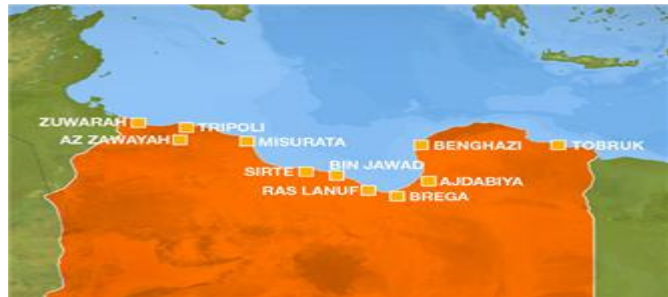 ZUWARAH
TRIPOLI
AZ ZAWAYAH
MISURATA
BENGHAZI
TOBRUK
BIN JAWAD
SIRTE
AJDABIYA
RAS LANUF
BREGA